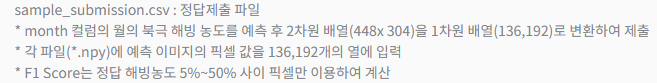 sample_submission.csv : 정답제출 파일
* month 컬럼의 월의 북극 해빙 농도를 예측 후 2차원 배열(448x 304)을 1차원 배열(136,192)로 변환하여 제출
* 각 파일(*.npy)에 예측 이미지의 픽셀 값을 136,192개의 열에 입력
* F1 Score는 정답 해빙농도 5%~50% 사이 픽셀만 이용하여 계산